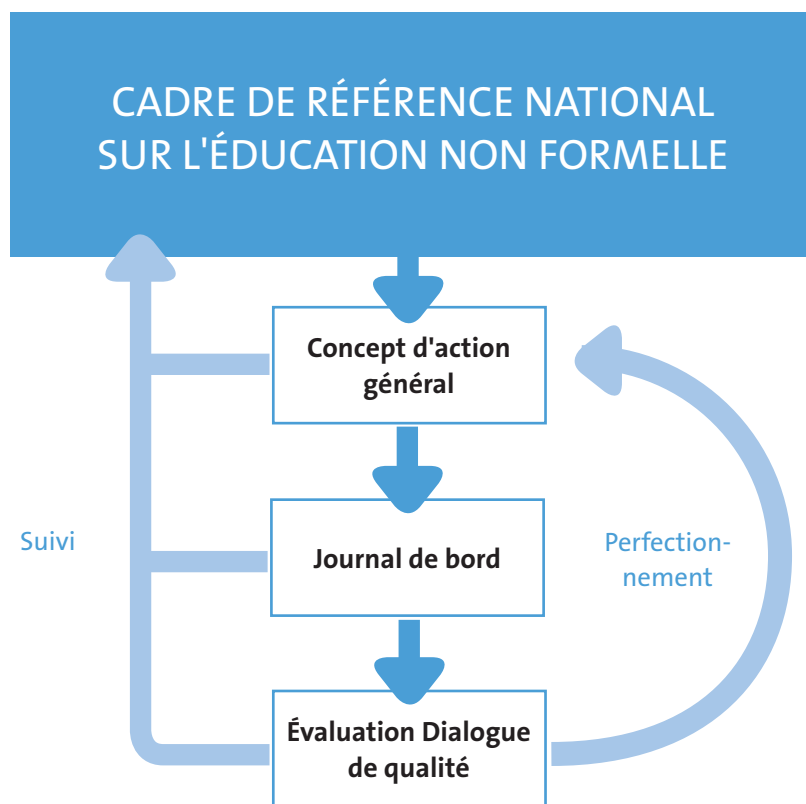 CADRE DE RÉFÉRENCE NATIONAL
SUR L'ÉDUCATION NON FORMELLE
Concept d'action
général
Suivi
Journal de bord
Perfection-
nement
Évaluation Dialogue
de qualité